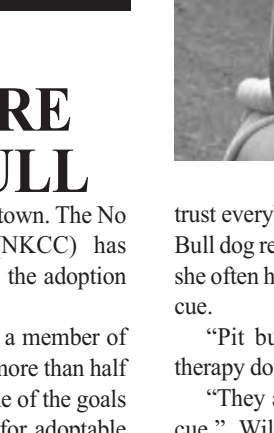 RE
ULL
town. The No
(NKCC) has
the adoption
a member of
more than half
e of the goals
for adoptable
trust every
Bull dog re
she often h
cue.
“Pit bu
therapy do
“They a
cue.” Wil